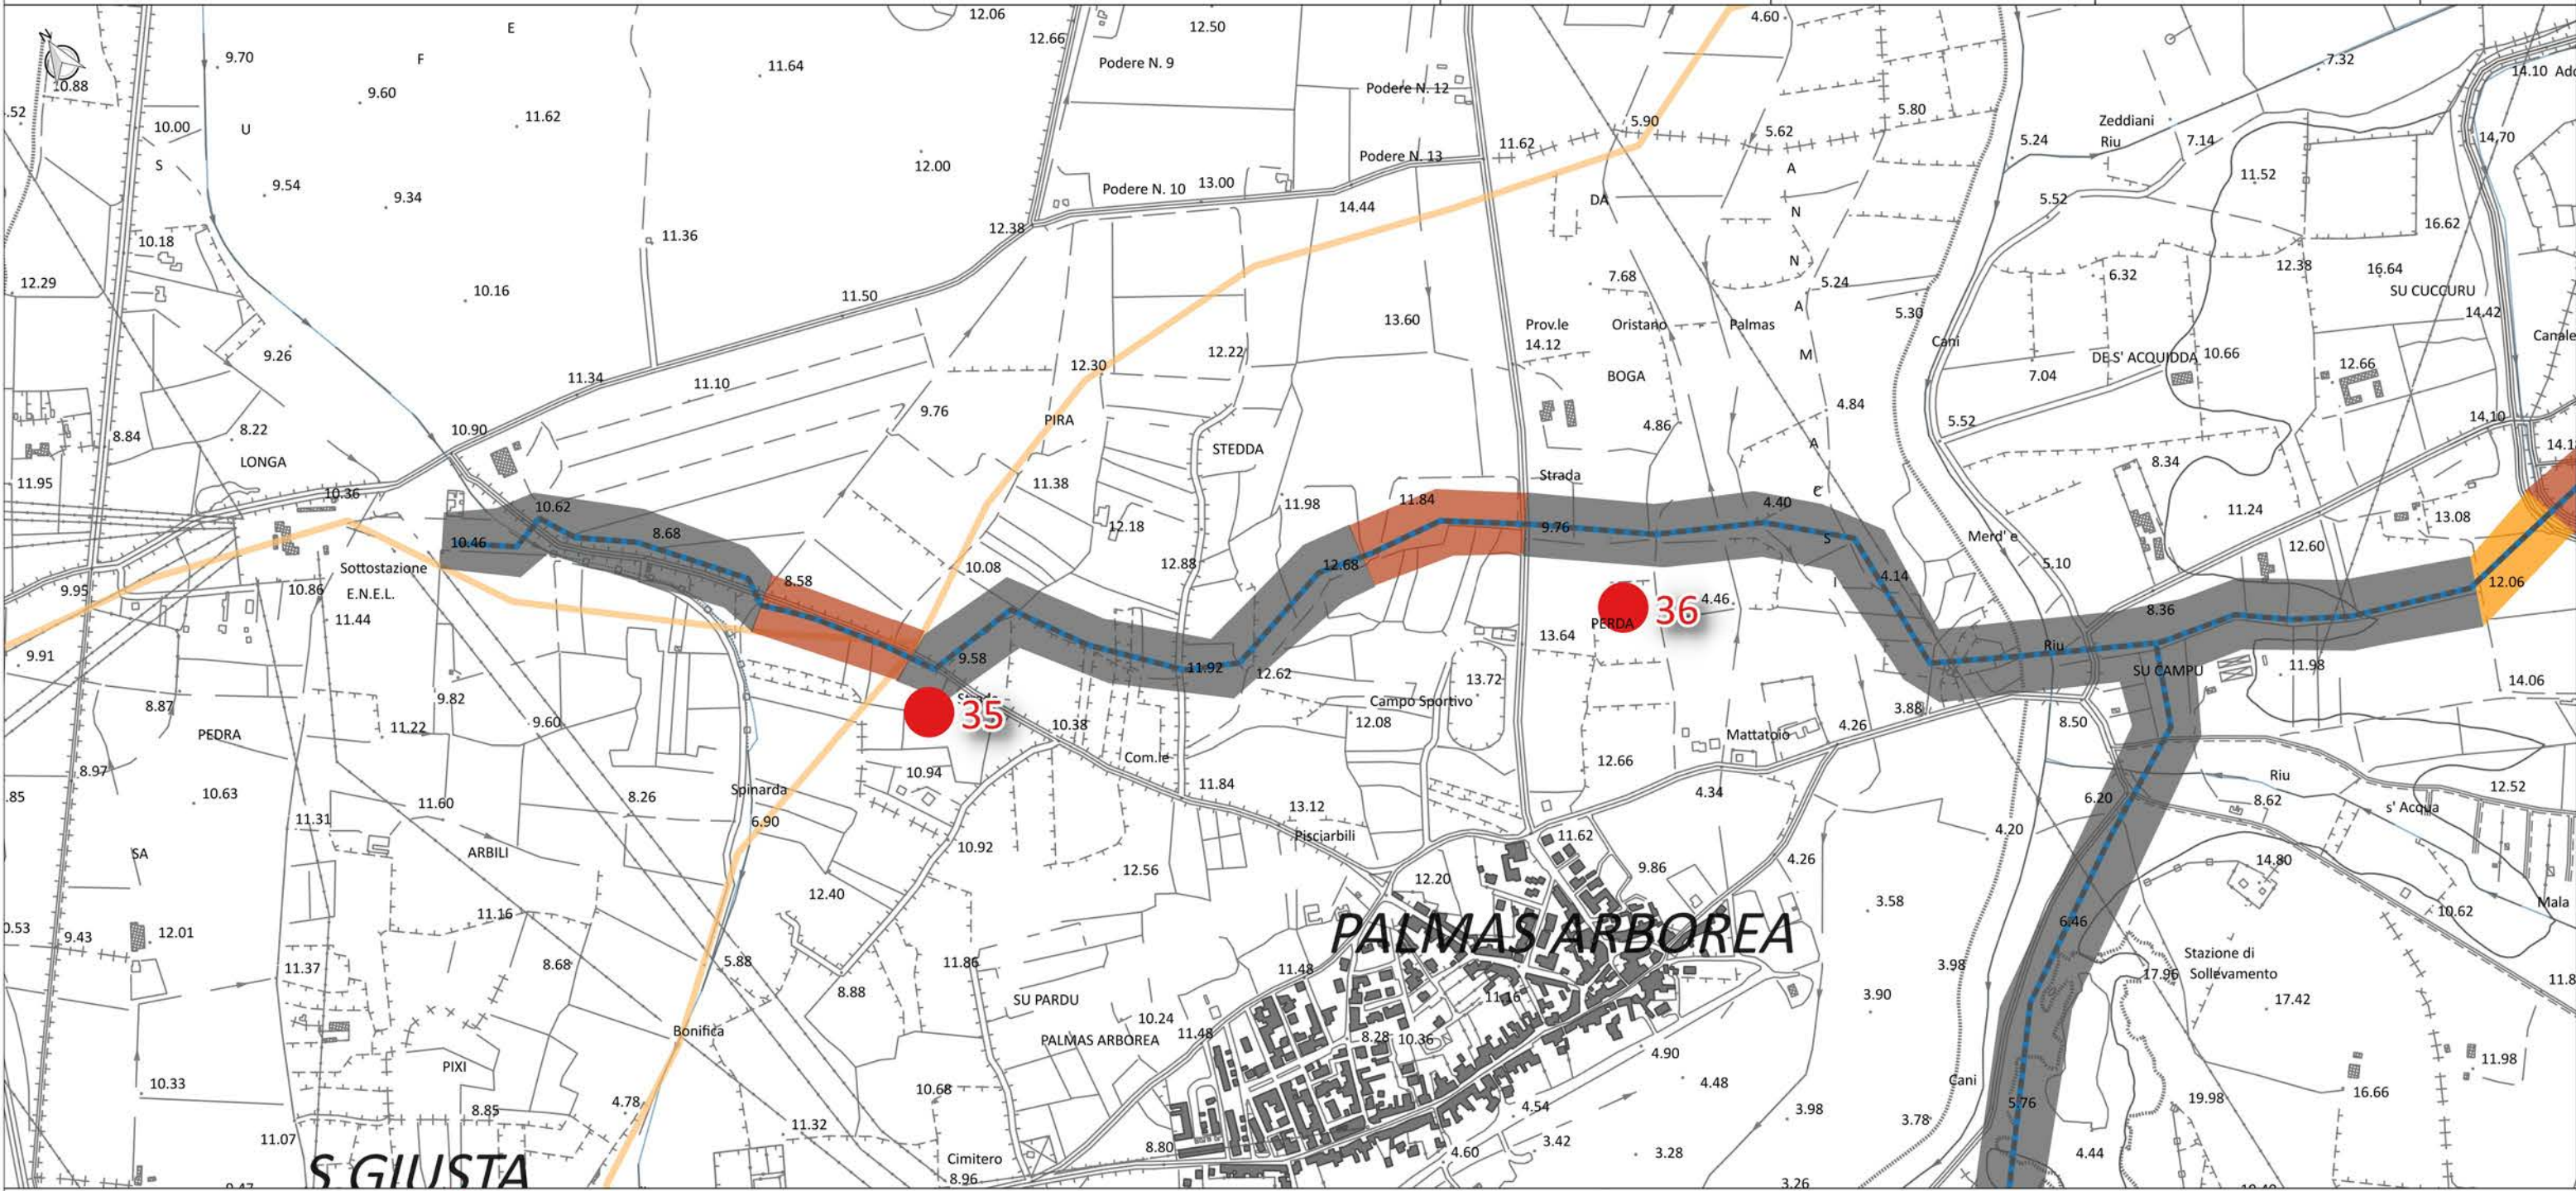 N
E
F
U
S
9.70
9.60
10.88
.52
10.00
11.62
11.64
12.00
12.06
12.66
12.50
Podere N. 9
Podere N. 12
4.60
5.90
5.62
5.80
5.24
Zeddiani
Riu
7.14
7.32
14.10
14,70
11.62
Podere N. 13
Podere N. 10
13.00
14.44
9.54
9.34
11.36
12.38
10.18
12.29
10.16
11.50
DA
A
N
N
A
M
A
C
S
I
5.52
11.52
16.62
12.38
16.64
6.32
SU CUCCURU
14,42
7.68
5.24
5.30
Cani
13.60
Prov.le
Oristano
Palmas
14.12
Canale
9.26
11.34
11.10
12.30
12.22
BOGA
DE S' ACQUIDDA
10.66
7.04
12.66
10.90
9.76
PIRA
4.84
4.86
5.52
14,10
8.84
8.22
LONGA
STEDDA
14.1
8.34
11.95
10.36
11.38
Strada
10.62
8.68
11.98
11.84
4.40
11.24
13.08
10.46
12.18
9.76
Merd' e
12.60
Sottostazione
E.N.E.L.
9.95
10.86
8.58
10.08
12.88
12.68
4.14
5.10
12.06
11.44
36
4.46
PERDA
8.36
9.91
9.58
11.92
12.62
13.64
Riu
SU CAMPU
11.98
14.06
9.82
8.87
35
13.72
Campo Sportivo
12.08
3.88
8.50
PEDRA
11.22
9.60
10.38
Mattatoio
4.26
8.97
10.94
Com.le
12.66
Riu
.85
10.63
11.60
8.26
Spinarda
11.84
4.34
6.20
8.62
12.52
s' Acqua
11.31
6.90
13.12
Pisciarbili
11.62
4.20
SA
ARBILI
10.92
9.86
4.26
14.80
12.56
12.20
12.40
11.16
3.58
Mala
10.62
0.53
9.43
12.01
PALMAS ARBOREA
6.46
11.37
8.68
5.88
11.86
11.48
3.98
Stazione di
Sollevamento
17.96
17.42
11.8
8.88
SU PARDU
11.16
3.90
Bonifica
10.24
11.48
PALMAS ARBOREA
8.28
10.36
4.90
PIXI
11.98
10.33
10.68
4.48
Cani
16.66
8.85
4.78
11.32
4.54
3.98
5.76
19.98
11.07
3.78
S GIUSTA
Cimitero
8.96
8.80
3.42
4.60
3.28
3.26
4.44